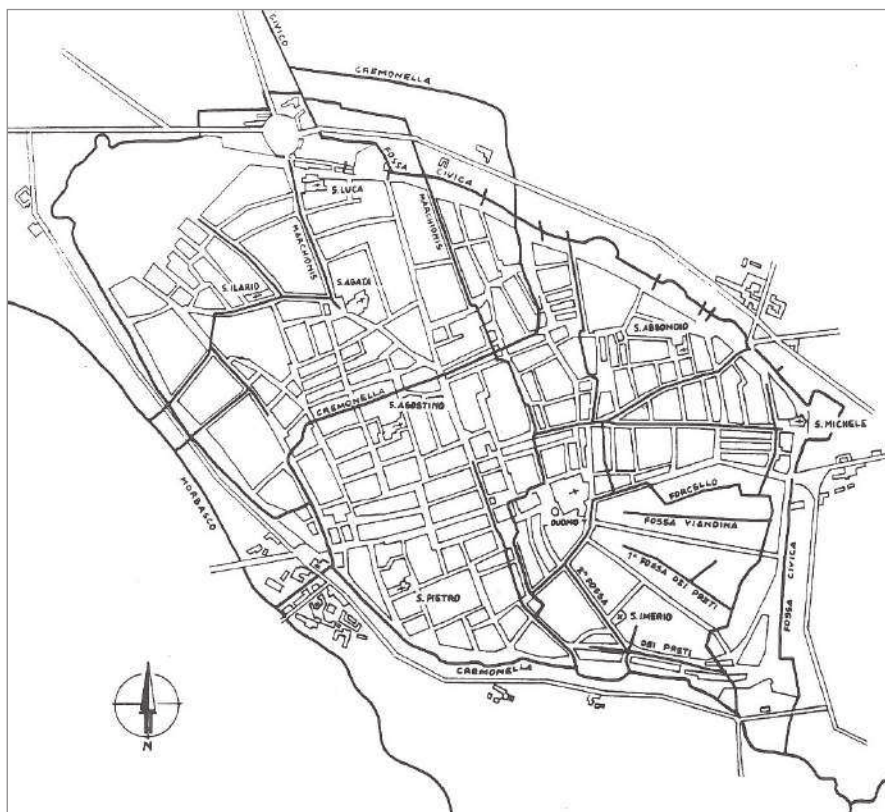 CIVICO
CREMONELLA
FOSSA
CIVICA
S. LUCA
MARCHIONIS
MARCHIONIS
S. ILARIO
S. AGATA
S. ABBONDIO
CREMONELLA
S. AGOSTINO
S. MICHELE
MORBASCO
FORCELLO
DUOMO
FOSSA VIANDINA
1ª FOSSA DEI PRETI
2ª FOSSA
FOSSA CIVICA
S. PIETRO
S. IMERIO
DEI PRETI
CREMONELLA
N